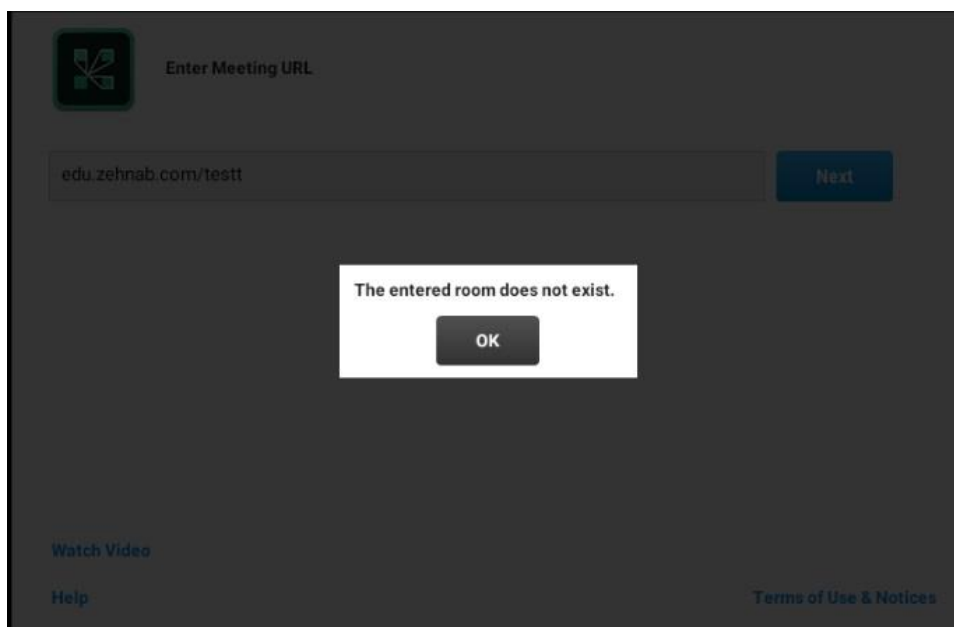 Enter Meeting URL
edu.zehnab.com/testt
Next
The entered room does not exist.
OK
Watch Video
Help
Terms of Use & Notices